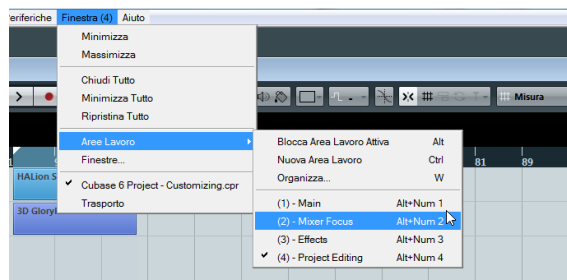 eriferiche Finestra (4) Aiuto
Minimizza
Massimizza
Chiudi Tutto
Minimizza Tutto
Ripristina Tutto
Misura
Aree Lavoro
Finestre...
Cubase 6 Project - Customizing.cpr
Trasporto
Blocca Area Lavoro Attiva Alt
Nuova Area Lavoro Ctrl
Organizza... W
(1) - Main Alt+Num 1
(2) - Mixer Focus Alt+Num 2
(3) - Effects Alt+Num 3
(4) - Project Editing Alt+Num 4
1 81 89
HALion S
3D Gloryl